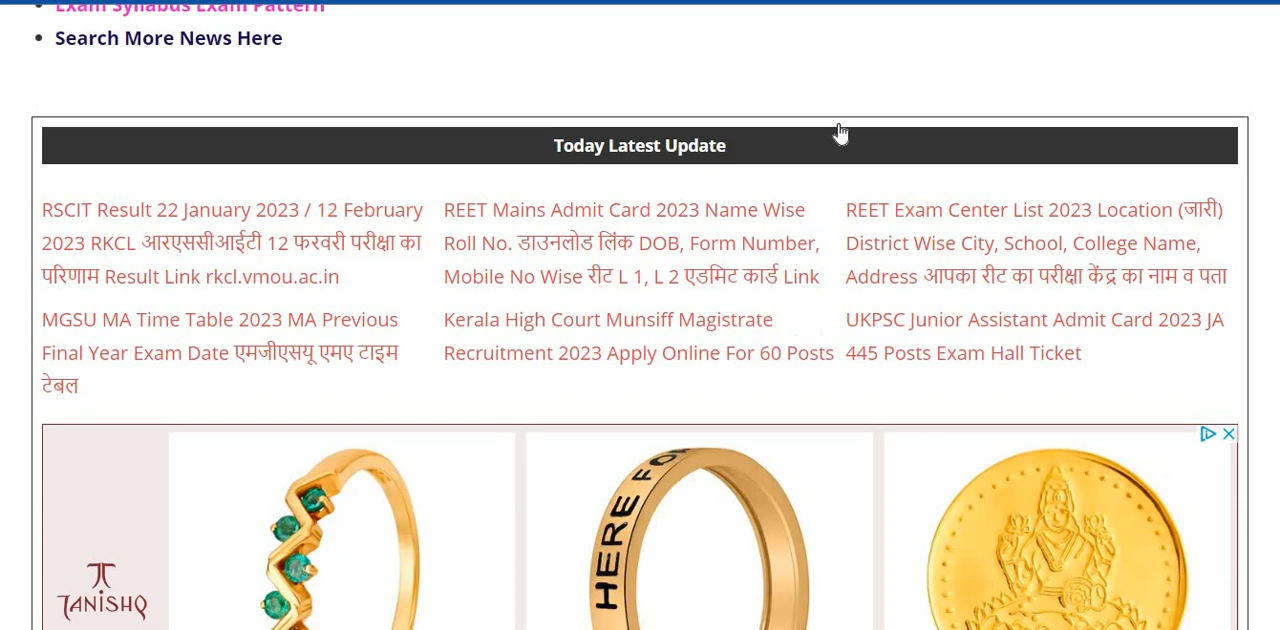 Exam Syllabus Exam Pattern
Search More News Here
Today Latest Update
RSCIT Result 22 January 2023 / 12 February
2023 RKCL आरएससीआईटी 12 फरवरी परीक्षा का
परिणाम Result Link rkcl.vmou.ac.in
REET Mains Admit Card 2023 Name Wise
Roll No. डाउनलोड लिंक DOB, Form Number,
Mobile No Wise रीट L 1, L 2 एडमिट कार्ड Link
REET Exam Center List 2023 Location (जारी)
District Wise City, School, College Name,
Address आपका रीट का परीक्षा केंद्र का नाम व पता
MGSU MA Time Table 2023 MA Previous
Final Year Exam Date एमजीएसयू एमए टाइम
टेबल
Kerala High Court Munsiff Magistrate
Recruitment 2023 Apply Online For 60 Posts
UKPSC Junior Assistant Admit Card 2023 JA
445 Posts Exam Hall Ticket
TANISHQ
HERE FO